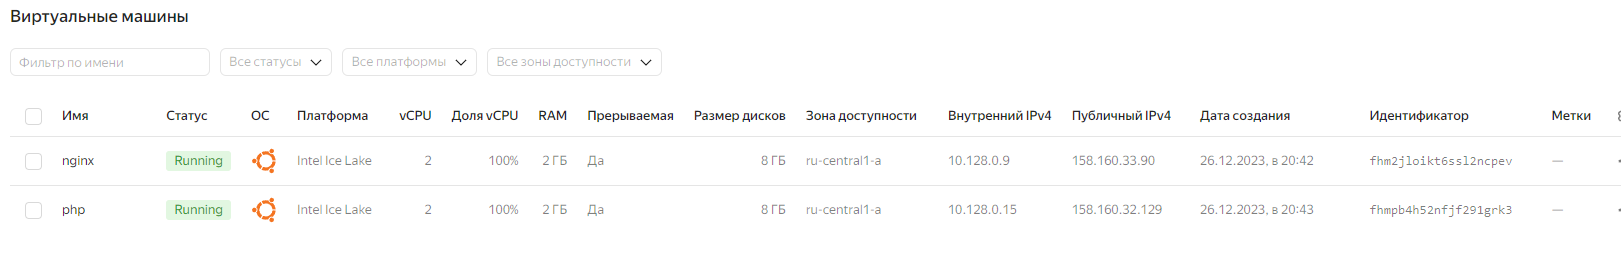 Виртуальные машины
Фильтр по имени Все статусы Все платформы Все зоны доступности
Имя Статус ОС Платформа vCPU Доля vCPU RAM Прерываемая Размер дисков Зона доступности Внутренний IPv4 Публичный IPv4 Дата создания Идентификатор Метки
nginx Running Intel Ice Lake 2 100% 2 ГБ Да 8 ГБ ru-central1-a 10.128.0.9 158.160.33.90 26.12.2023, в 20:42 fhm2jloikt6ssl2ncpev —
php Running Intel Ice Lake 2 100% 2 ГБ Да 8 ГБ ru-central1-a 10.128.0.15 158.160.32.129 26.12.2023, в 20:43 fhmpb4h52nfjf291grk3 —